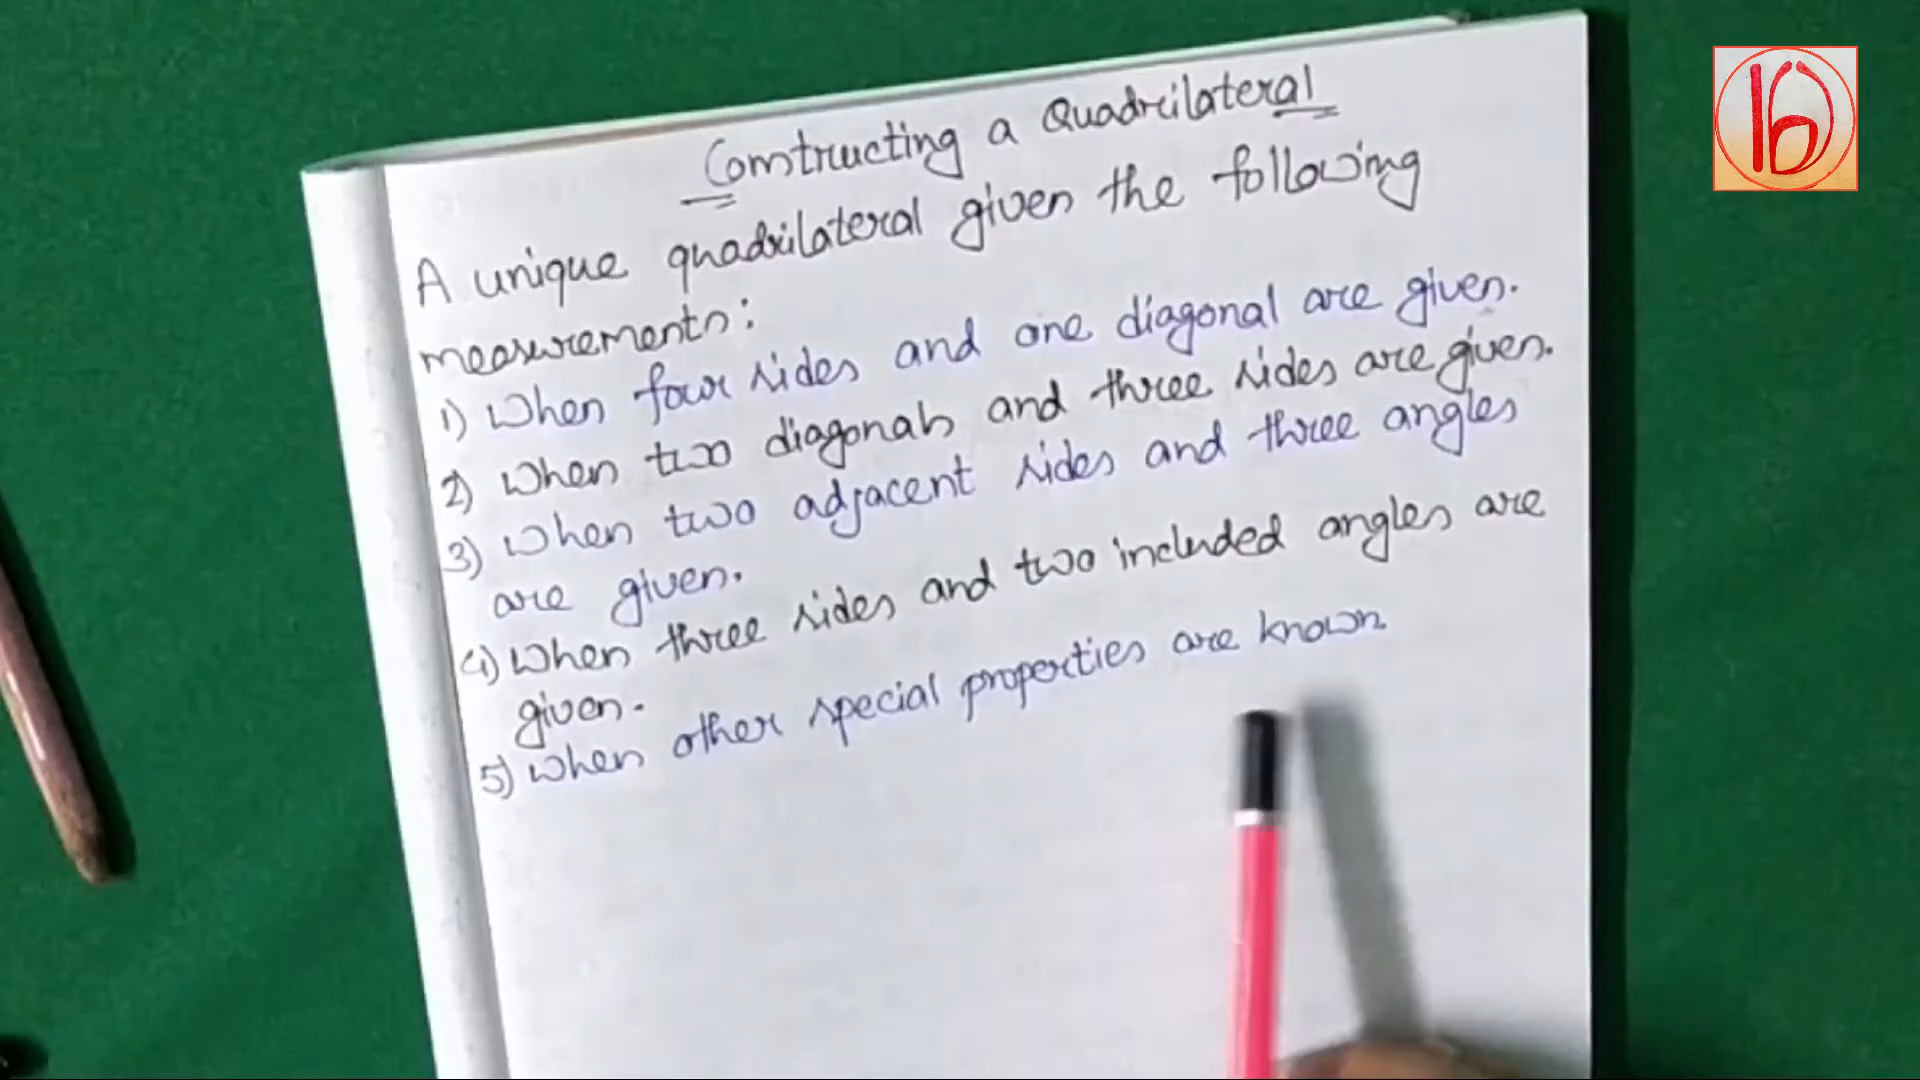 Constructing a Quadrilateral
A unique quadrilateral given the following
measurements:
1) When four sides and one diagonal are given.
2) When two diagonals and three sides are given.
3) When two adjacent sides and three angles
are given.
4) When three sides and two included angles are
given.
5) When other special properties are known.